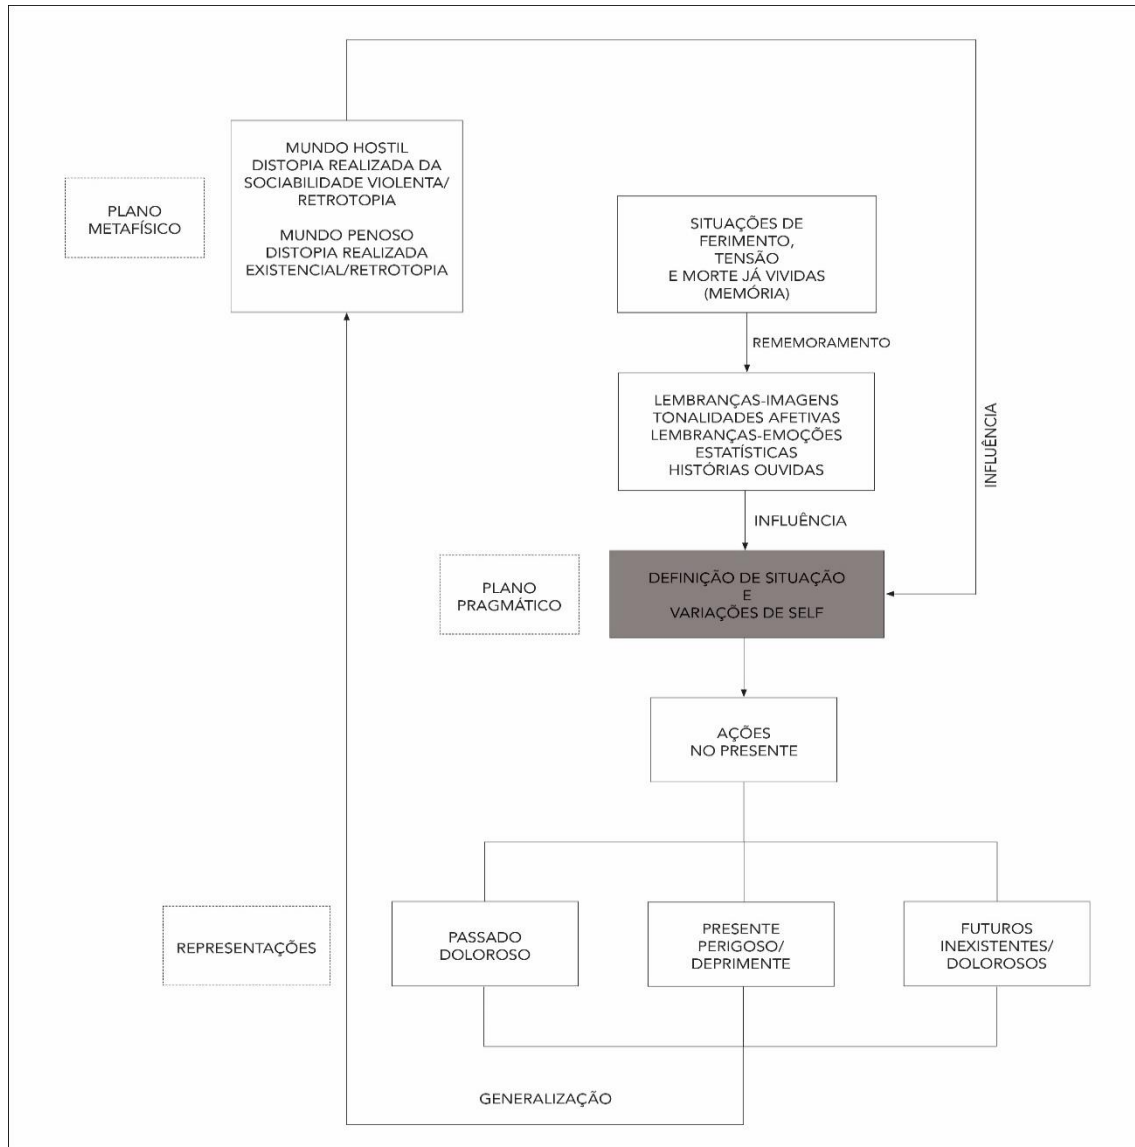 MUNDO HOSTIL
DISTOPIA REALIZADA DA
SOCIABILIDADE VIOLENTA/
RETROTOPIA
MUNDO PENOSO
DISTOPIA REALIZADA
EXISTENCIAL/RETROTOPIA
PLANO
METAFÍSICO
SITUAÇÕES DE
FERIMENTO,
TENSÃO
E MORTE JÁ VIVIDAS
(MEMÓRIA)
REMEMORAMENTO
LEMBRANÇAS-IMAGENS
TONALIDADES AFETIVAS
LEMBRANÇAS-EMOÇÕES
ESTATÍSTICAS
HISTÓRIAS OUVIDAS
INFLUÊNCIA
INFLUÊNCIA
PLANO
PRAGMÁTICO
DEFINIÇÃO DE SITUAÇÃO
E
VARIAÇÕES DE SELF
AÇÕES
NO PRESENTE
REPRESENTAÇÕES
PASSADO
DOLOROSO
PRESENTE
PERIGOSO/
DEPRIMENTE
FUTUROS
INEXISTENTES/
DOLOROSOS
GENERALIZAÇÃO